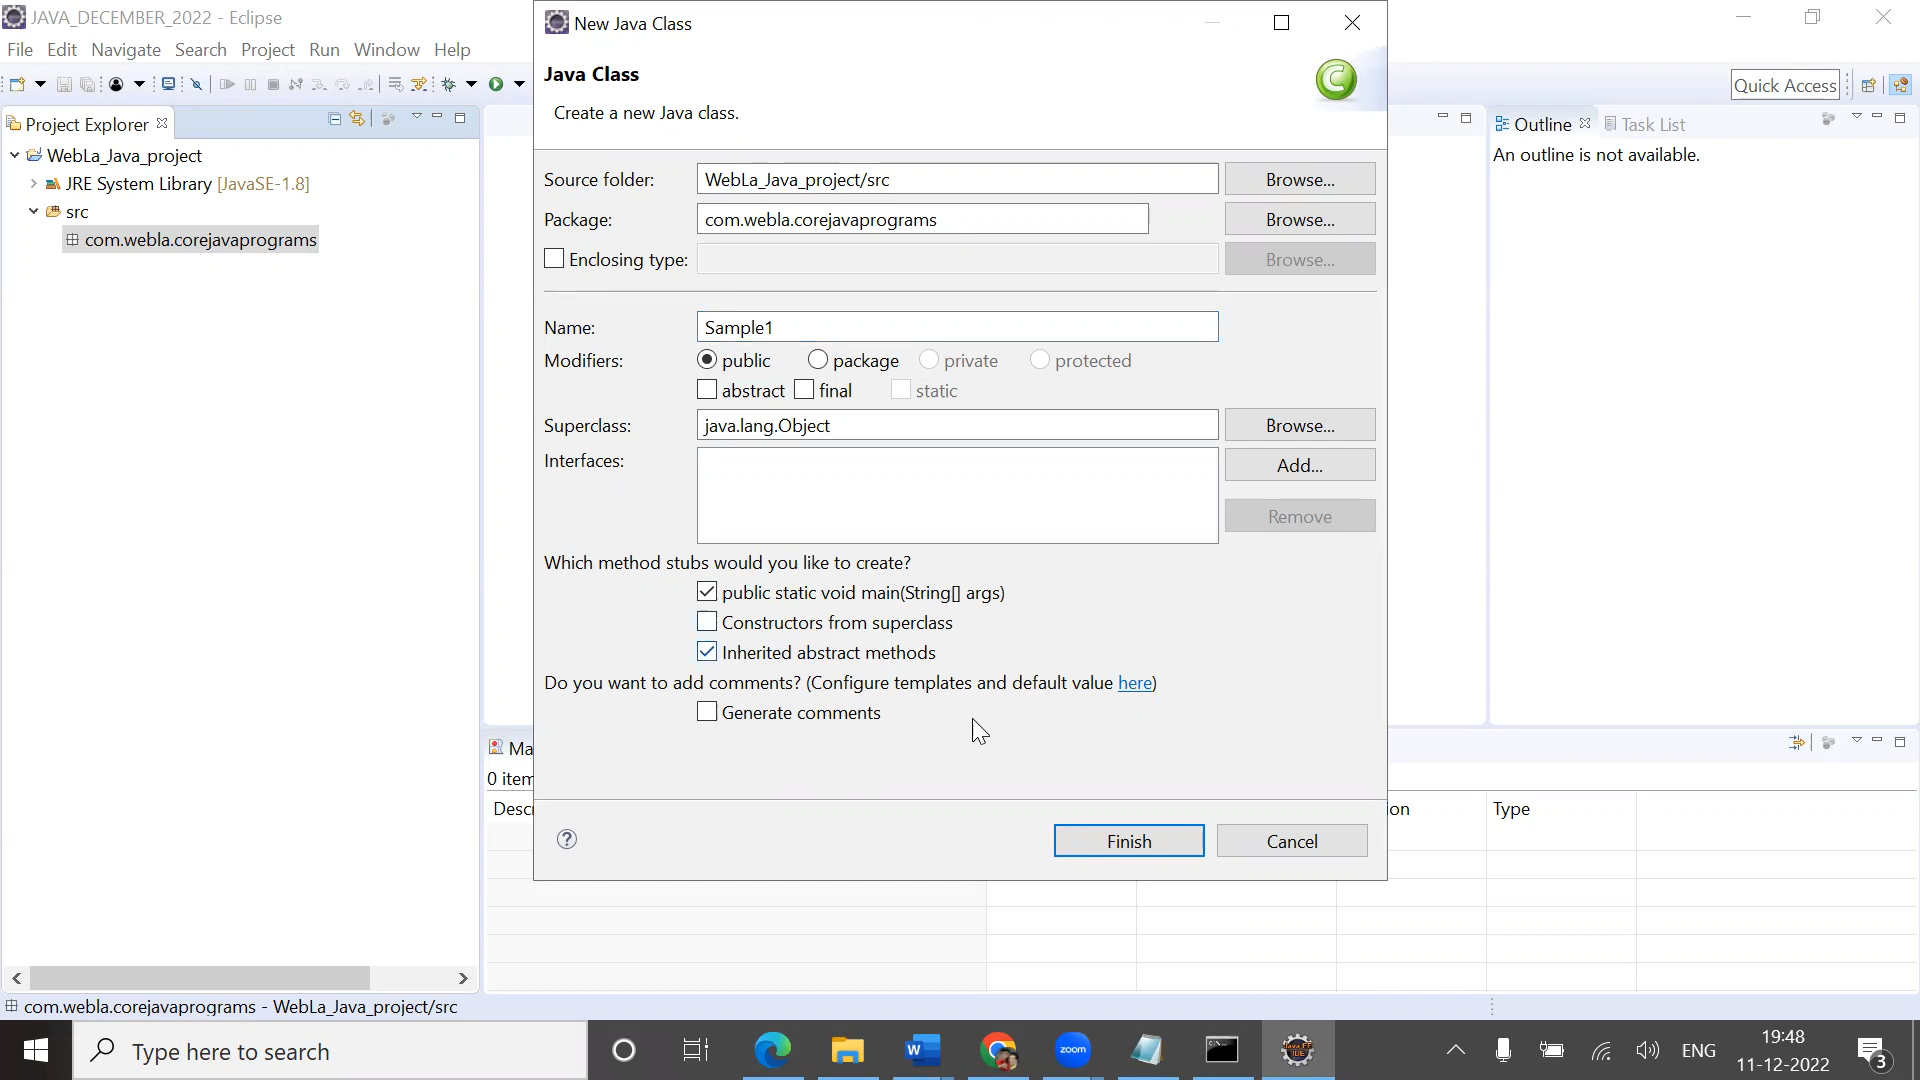 JAVA_DECEMBER_2022 - Eclipse
File Edit Navigate Search Project Run Window Help
Quick Access
Project Explorer
WebLa_Java_project
JRE System Library [JavaSE-1.8]
src
com.webla.corejavaprograms
New Java Class
Java Class
Create a new Java class.
Source folder: WebLa_Java_project/src Browse...
Package: com.webla.corejavaprograms Browse...
Enclosing type: Browse...
Name: Sample1
Modifiers: public package private protected
abstract final static
Superclass: java.lang.Object Browse...
Interfaces: Add...
Remove
Which method stubs would you like to create?
public static void main(String[] args)
Constructors from superclass
Inherited abstract methods
Do you want to add comments? (Configure templates and default value here)
Generate comments
Finish Cancel
Outline Task List
An outline is not available.
Ma
0 item
Descr ion Type
com.webla.corejavaprograms - WebLa_Java_project/src
Type here to search
W
zoom
Java EE
IDE
ENG
19:48
11-12-2022
3